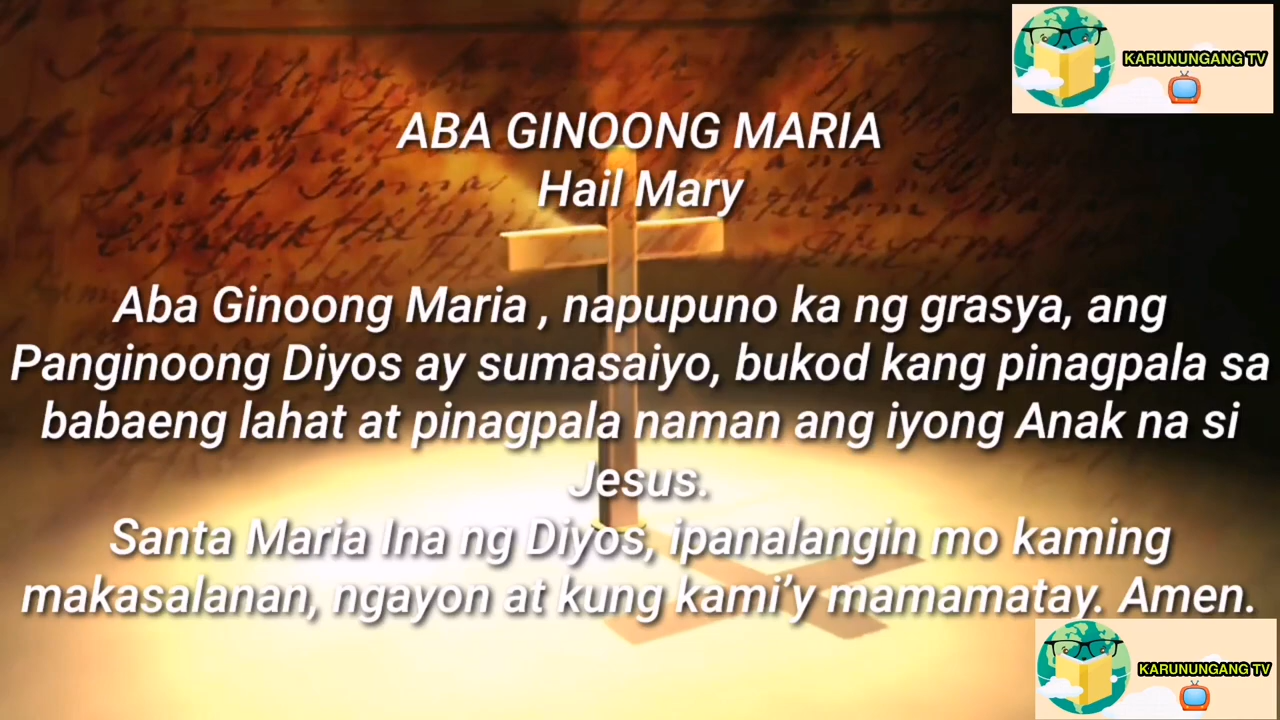 KARUNUNGANG TV
ABA GINOONG MARIA
Hail Mary
Aba Ginoong Maria , napupuno ka ng grasya, ang
Panginoong Diyos ay sumasaiyo, bukod kang pinagpala sa
babaeng lahat at pinagpala naman ang iyong Anak na si
Jesus.
Santa Maria Ina ng Diyos, ipanalangin mo kaming
makasalanan, ngayon at kung kami’y mamamatay. Amen.
KARUNUNGANG TV